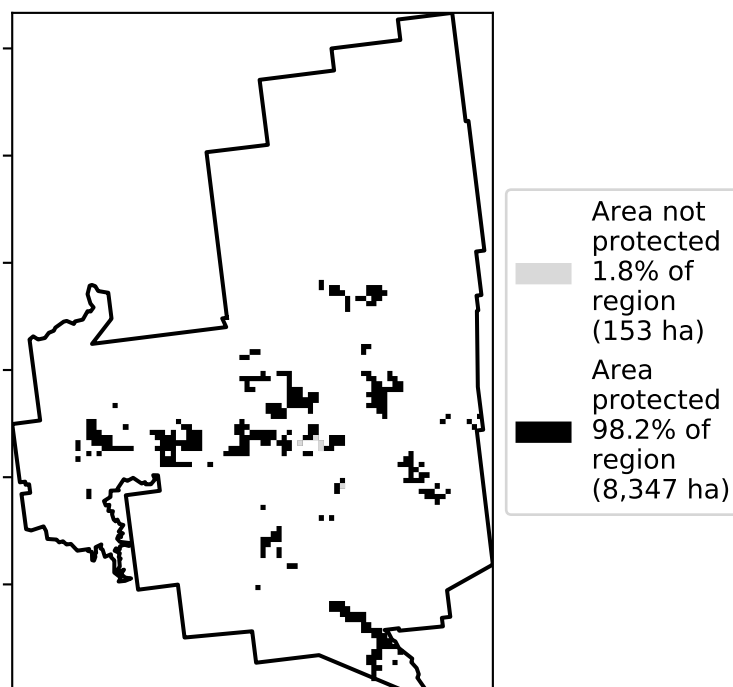 Area not
protected
1.8% of
region
(153 ha)
Area
protected
98.2% of
region
(8,347 ha)